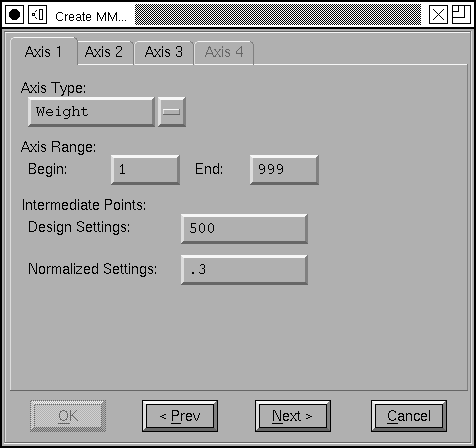 Create MM...
Axis 1 Axis 2 Axis 3 Axis 4
Axis Type:
Weight
Axis Range:
Begin: 1 End: 999
Intermediate Points:
Design Settings: 500
Normalized Settings: .3
OK < Prev Next > Cancel